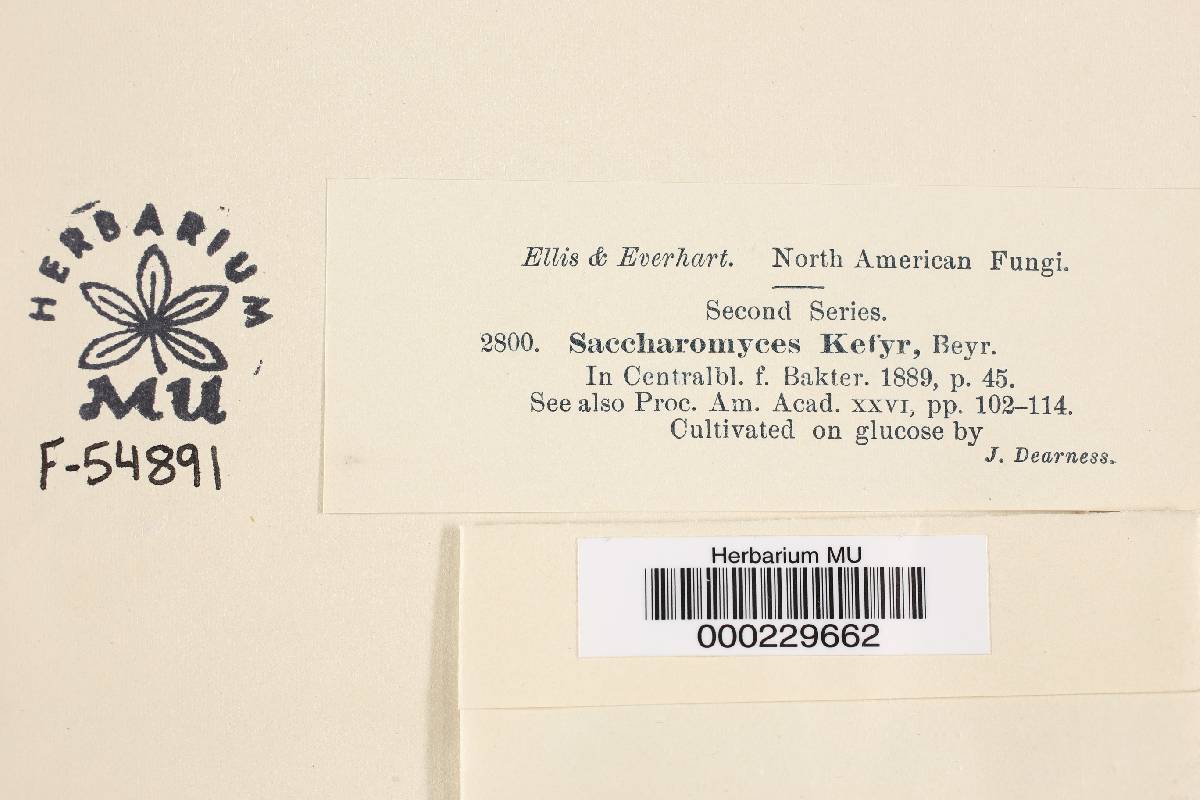 HERBARIUM
MU
F-54891
Ellis & Everhart. North American Fungi.
Second Series.
2800. Saccharomyces Kefyr, Beyr.
In Centralbl. f. Bakter. 1889, p. 45.
See also Proc. Am. Acad. XXVI, pp. 102–114.
Cultivated on glucose by
J. Dearness.
Herbarium MU
000229662